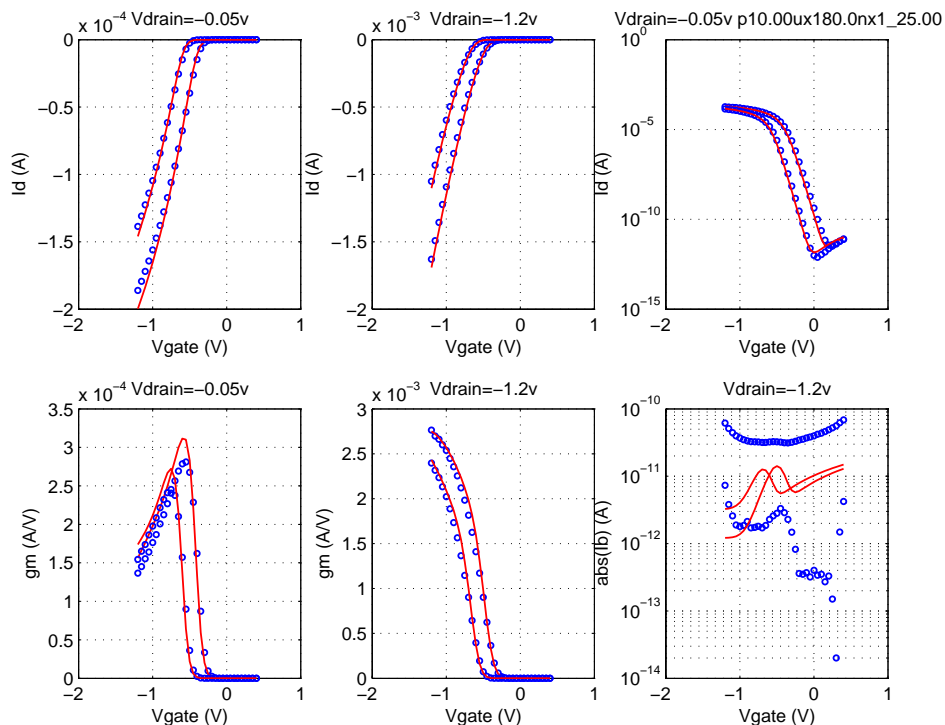 x 10⁻⁴ Vdrain=−0.05v
0
−0.5
−1
−1.5
−2
−2 −1 0 1
Id (A)
Vgate (V)
x 10⁻³ Vdrain=−1.2v
0
−0.5
−1
−1.5
−2
−2 −1 0 1
Id (A)
Vgate (V)
Vdrain=−0.05v p10.00ux180.0nx1_25.00
10⁰
10⁻⁵
10⁻¹⁰
10⁻¹⁵
−2 −1 0 1
Id (A)
Vgate (V)
x 10⁻⁴ Vdrain=−0.05v
3.5
3
2.5
2
1.5
1
0.5
0
−2 −1 0 1
gm (A/V)
Vgate (V)
x 10⁻³ Vdrain=−1.2v
3
2.5
2
1.5
1
0.5
0
−2 −1 0 1
gm (A/V)
Vgate (V)
Vdrain=−1.2v
10⁻¹⁰
10⁻¹¹
10⁻¹²
10⁻¹³
10⁻¹⁴
−2 −1 0 1
abs(Ib) (A)
Vgate (V)